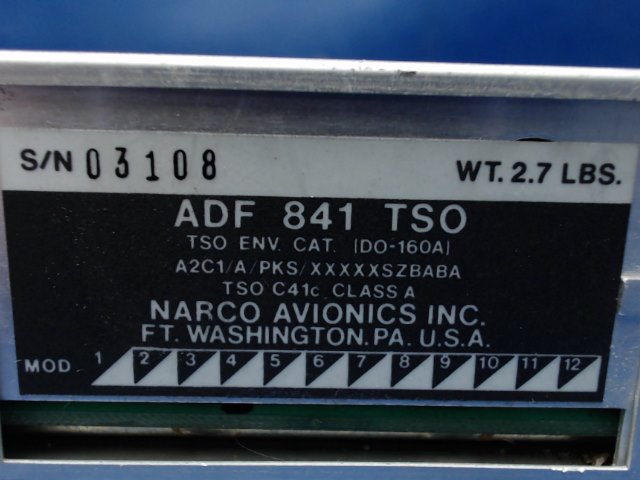 S/N 03108 WT. 2.7 LBS.
ADF 841 TSO
TSO ENV. CAT. (DO-160A)
A2C1/A/PKS/XXXXXSZBABA
TSO C41c CLASS A
NARCO AVIONICS INC.
FT. WASHINGTON, PA. U.S.A.
MOD 1 2 3 4 5 6 7 8 9 10 11 12